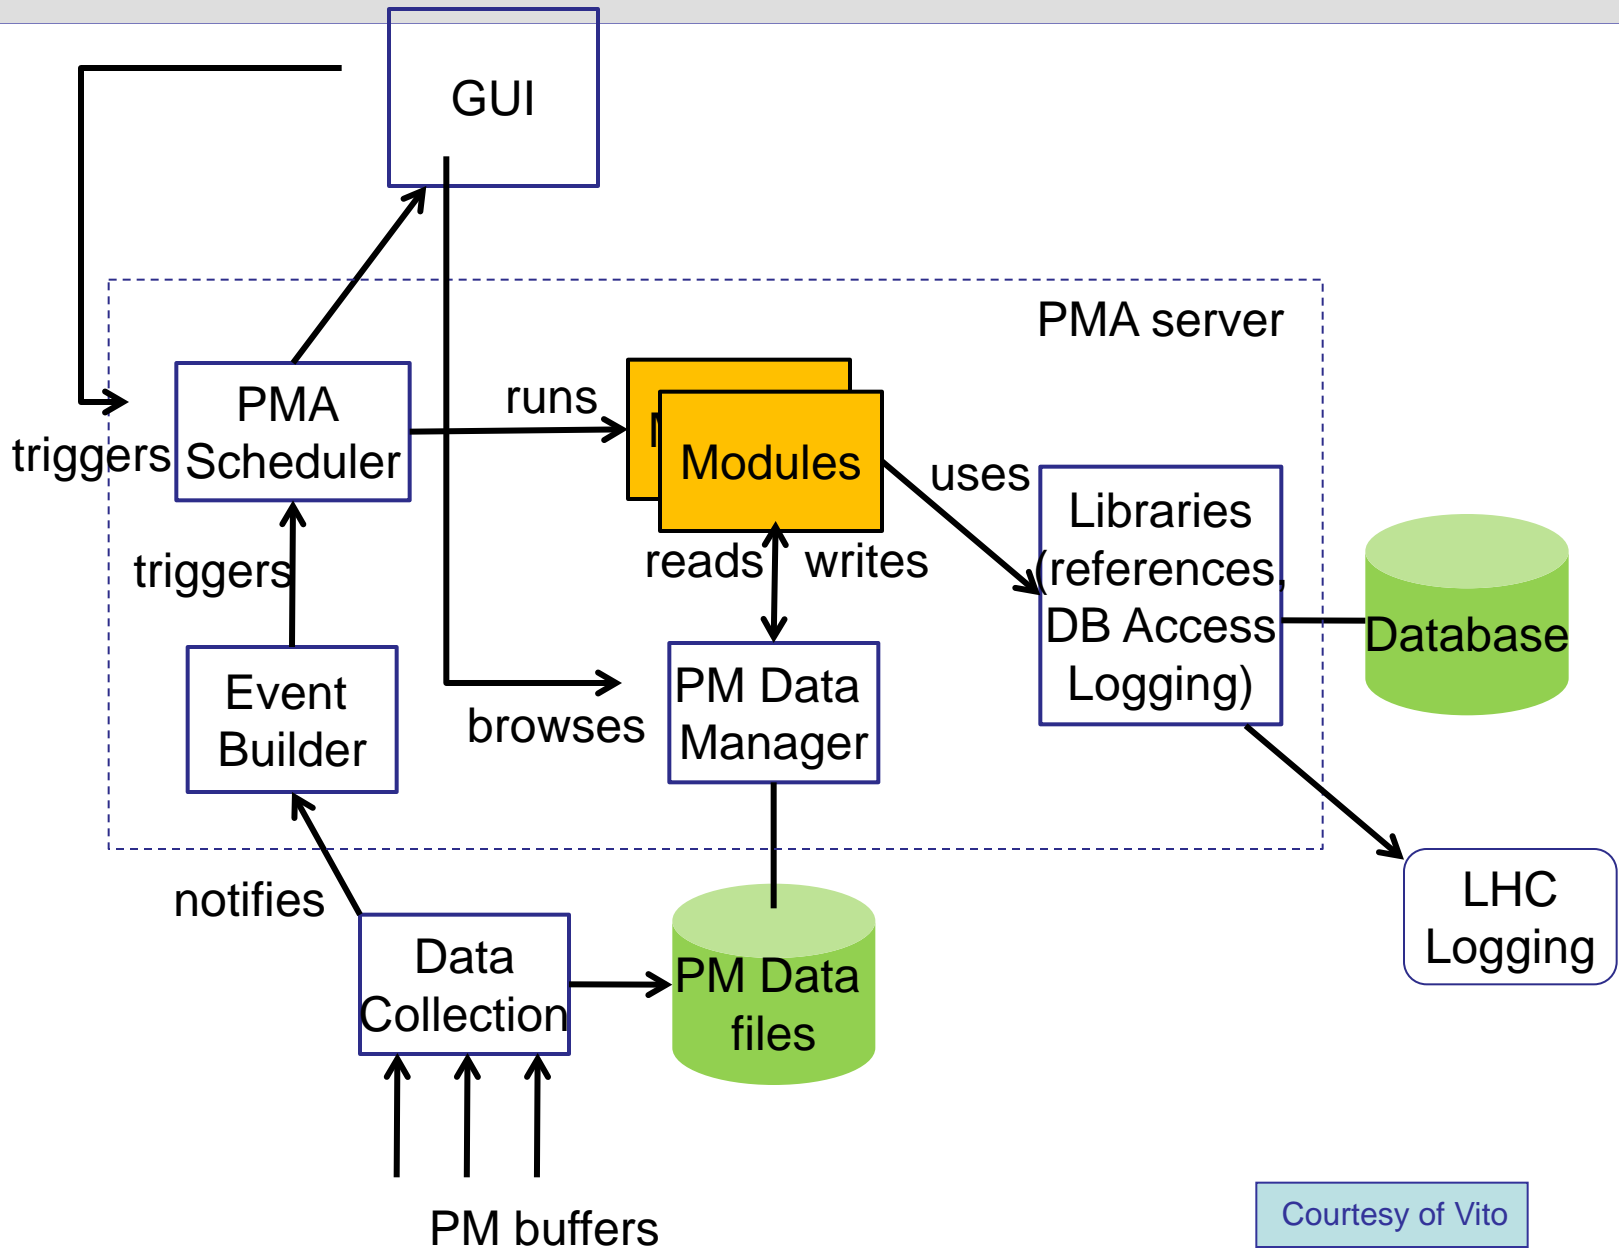 GUI
PMA server
PMA
Scheduler
runs
Modules
triggers
uses
Libraries
(references,
DB Access
Logging)
Database
reads
writes
triggers
Event
Builder
browses
PM Data
Manager
notifies
Data
Collection
PM Data
files
LHC
Logging
PM buffers
Courtesy of Vito